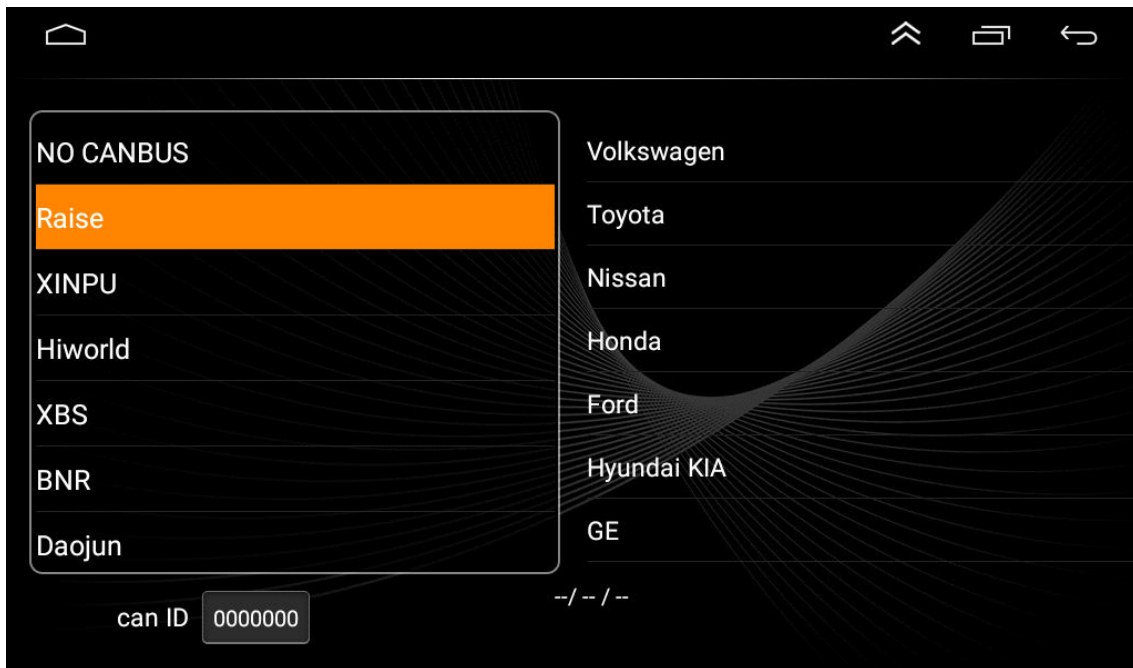 NO CANBUS
Raise
XINPU
Hiworld
XBS
BNR
Daojun
Volkswagen
Toyota
Nissan
Honda
Ford
Hyundai KIA
GE
--/ -- / --
can ID 0000000